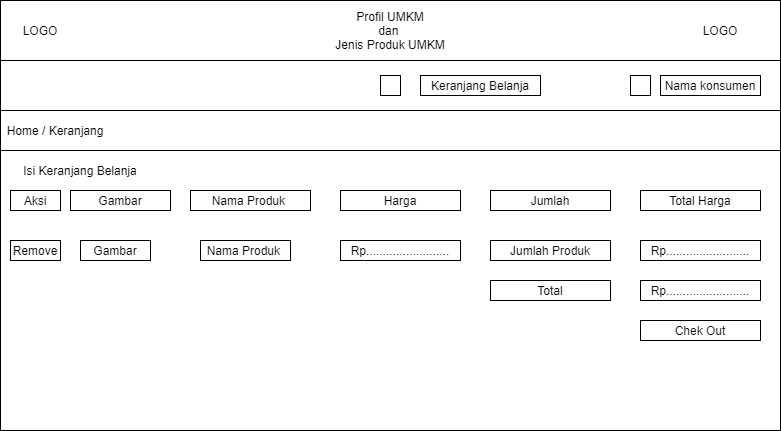 LOGO
Profil UMKM
dan
Jenis Produk UMKM
LOGO
Keranjang Belanja
Nama konsumen
Home / Keranjang
Isi Keranjang Belanja
Aksi Gambar Nama Produk Harga Jumlah Total Harga
Remove Gambar Nama Produk Rp......................... Jumlah Produk Rp.........................
Total Rp.........................
Chek Out